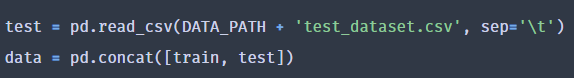 test = pd.read_csv(DATA_PATH + 'test_dataset.csv', sep='\t')
data = pd.concat([train, test])